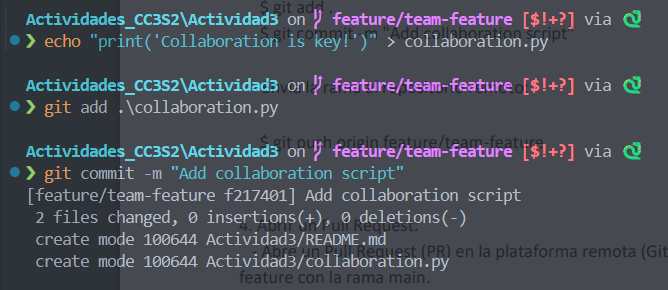 $ git add .
Actividades_CC3S2\Actividad3 on feature/team-feature [$!+?] via
$ git commit -m "Add collaboration script"
❯ echo "print('Collaboration is key!')" > collaboration.py
Actividades_CC3S2\Actividad3 on feature/team-feature [$!+?] via
❯ git add .\collaboration.py
$ git push origin feature/team-feature
Actividades_CC3S2\Actividad3 on feature/team-feature [$!+?] via
❯ git commit -m "Add collaboration script"
[feature/team-feature f217401] Add collaboration script
2 files changed, 0 insertions(+), 0 deletions(-)
4. Abrir un Pull Request:
create mode 100644 Actividad3/README.md
Abre un Pull Request (PR) en la plataforma remota (Git
create mode 100644 Actividad3/collaboration.py
feature con la rama main.